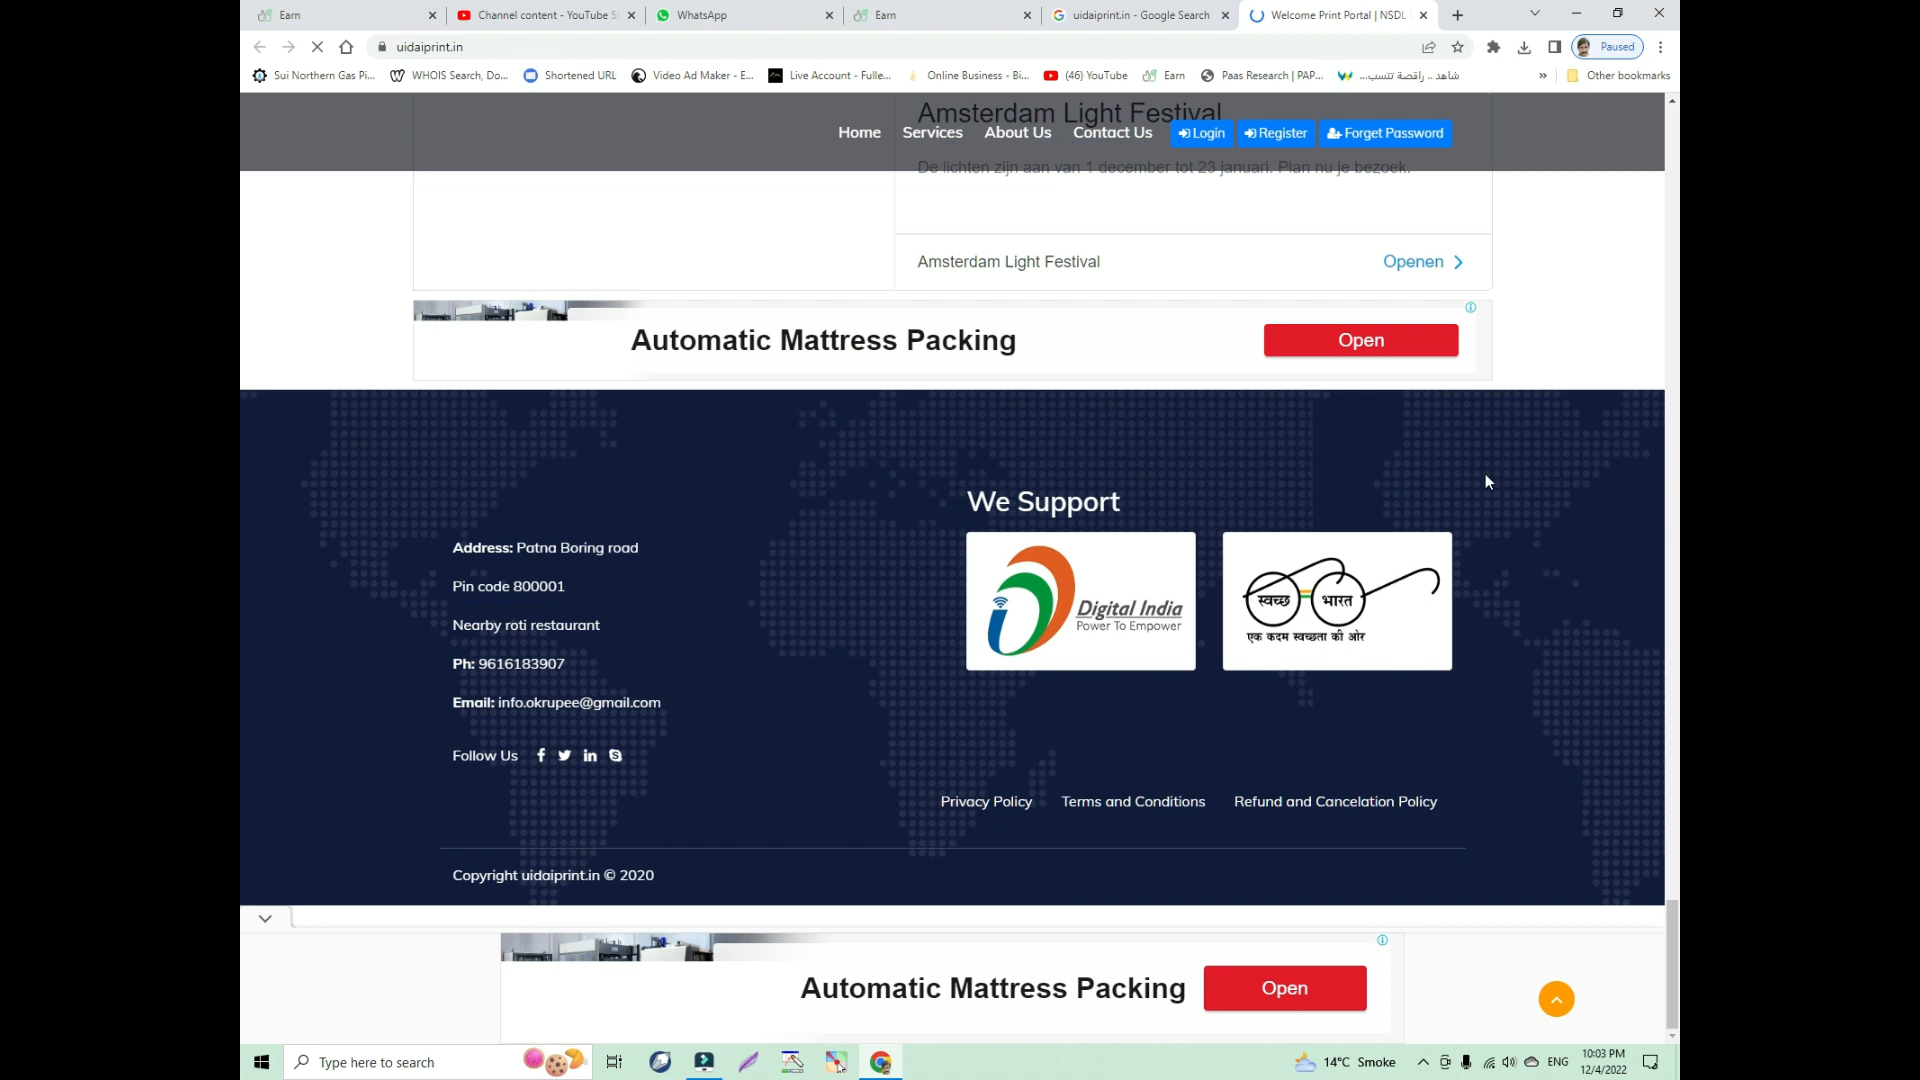 Earn
Channel content - YouTube S
WhatsApp
Earn
uidaiprint.in - Google Search
Welcome Print Portal | NSDL
uidaiprint.in
Paused
Sui Northern Gas Pi...
WHOIS Search, Do...
Shortened URL
Video Ad Maker - E...
Live Account - Fulle...
Online Business - Bi...
(46) YouTube
Earn
Paas Research | PAP...
شاهد .. راقصة تتسب...
»
Other bookmarks
Amsterdam Light Festival
Home
Services
About Us
Contact Us
Login
Register
Forget Password
De lichten zijn aan van 1 december tot 23 januari. Plan nu je bezoek.
Amsterdam Light Festival
Openen
Automatic Mattress Packing
Open
We Support
Address: Patna Boring road
Pin code 800001
Nearby roti restaurant
Ph: 9616183907
Email: info.okrupee@gmail.com
Digital India
Power To Empower
स्वच्छ भारत
एक कदम स्वच्छता की ओर
Follow Us
Privacy Policy
Terms and Conditions
Refund and Cancelation Policy
Copyright uidaiprint.in © 2020
Automatic Mattress Packing
Open
Type here to search
14°C Smoke
ENG
10:03 PM
12/4/2022